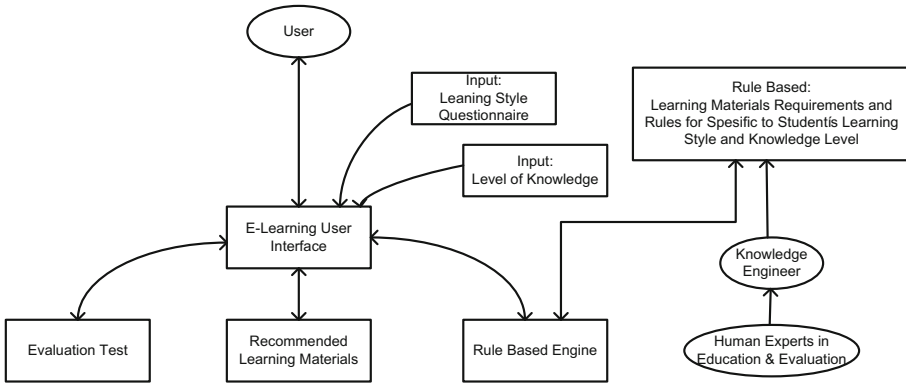 User
Input:
Leaning Style
Questionnaire
Rule Based:
Learning Materials Requirements and
Rules for Spesific to Studentís Learning
Style and Knowledge Level
Input:
Level of Knowledge
E-Learning User
Interface
Knowledge
Engineer
Evaluation Test
Recommended
Learning Materials
Rule Based Engine
Human Experts in
Education & Evaluation